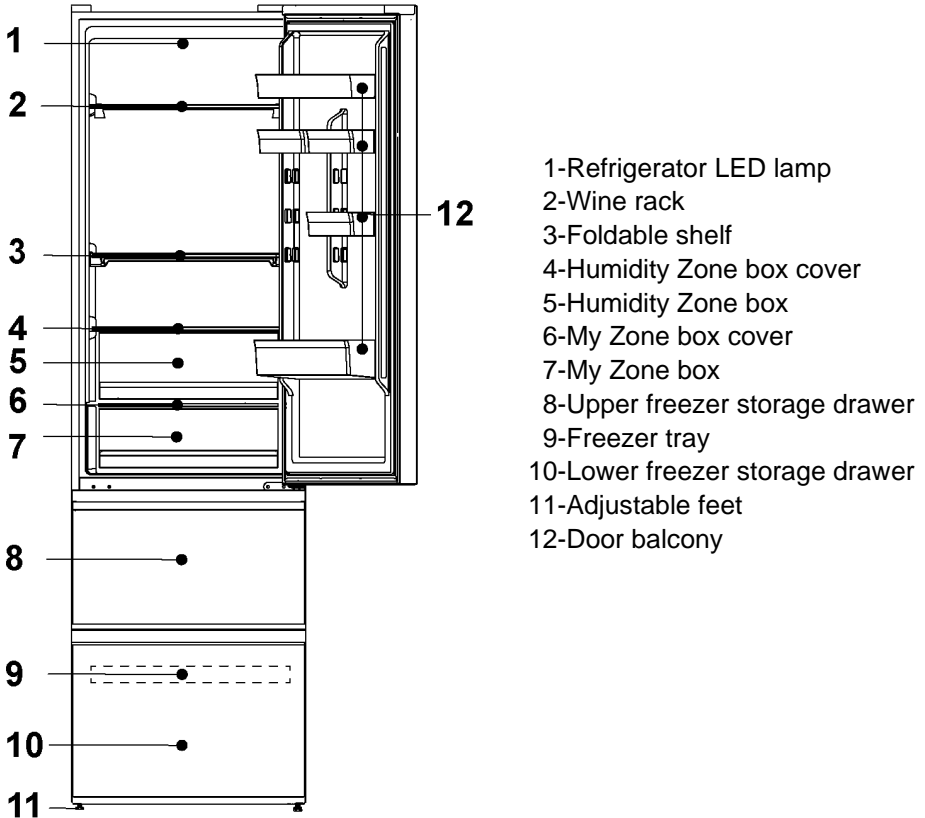 1
2
3
4
5
6
7
8
9
10
11
12
1-Refrigerator LED lamp
2-Wine rack
3-Foldable shelf
4-Humidity Zone box cover
5-Humidity Zone box
6-My Zone box cover
7-My Zone box
8-Upper freezer storage drawer
9-Freezer tray
10-Lower freezer storage drawer
11-Adjustable feet
12-Door balcony